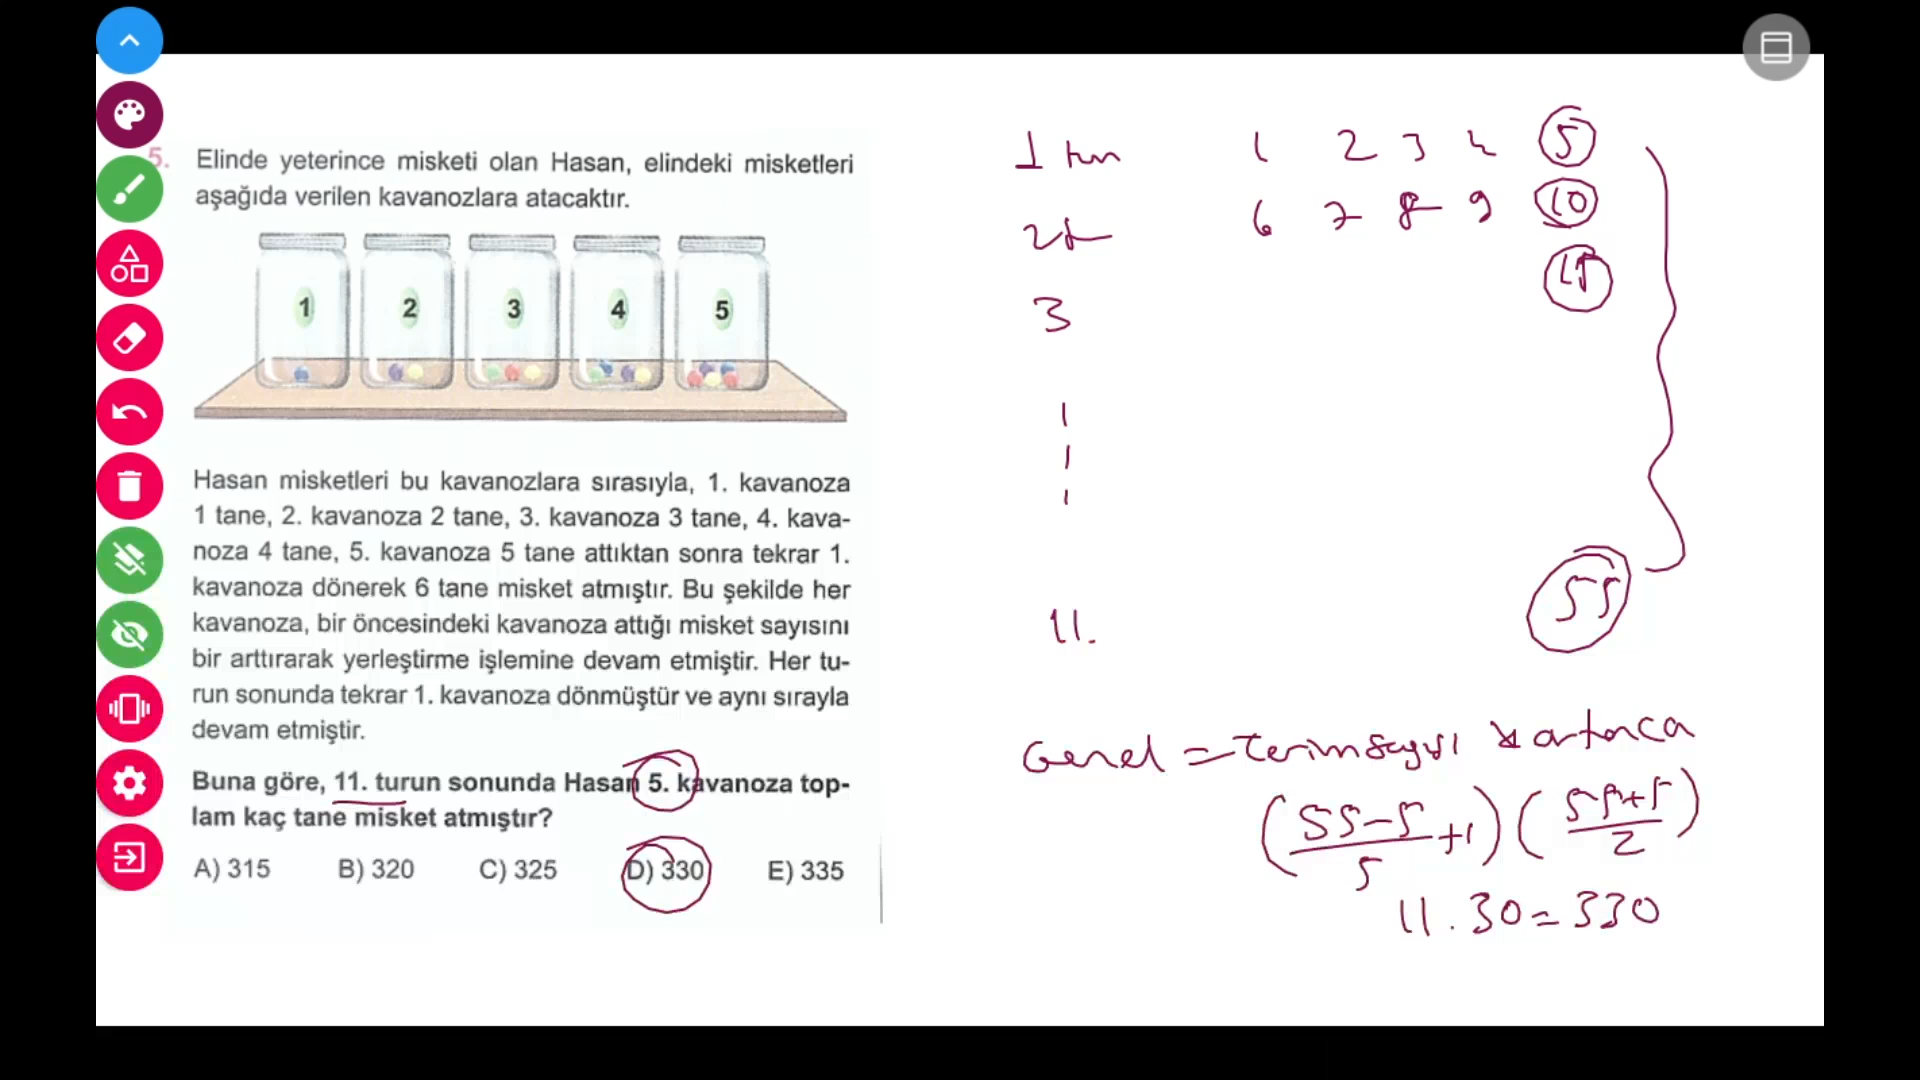 5. Elinde yeterince misketi olan Hasan, elindeki misketleri
aşağıda verilen kavanozlara atacaktır.
1 2 3 4 5
Hasan misketleri bu kavanozlara sırasıyla, 1. kavanoza
1 tane, 2. kavanoza 2 tane, 3. kavanoza 3 tane, 4. kava-
noza 4 tane, 5. kavanoza 5 tane attıktan sonra tekrar 1.
kavanoza dönerek 6 tane misket atmıştır. Bu şekilde her
kavanoza, bir öncesindeki kavanoza attığı misket sayısını
bir arttırarak yerleştirme işlemine devam etmiştir. Her tu-
run sonunda tekrar 1. kavanoza dönmüştür ve aynı sırayla
devam etmiştir.
Buna göre, 11. turun sonunda Hasan 5. kavanoza top-
lam kaç tane misket atmıştır?
A) 315 B) 320 C) 325 D) 330 E) 335
1 tur 1 2 3 4 5
2 6 7 8 9 10
3 15
11. 55
Genel = Terim sayısı x ortanca
(55-5/5 +1) (55+5/2)
11.30=330